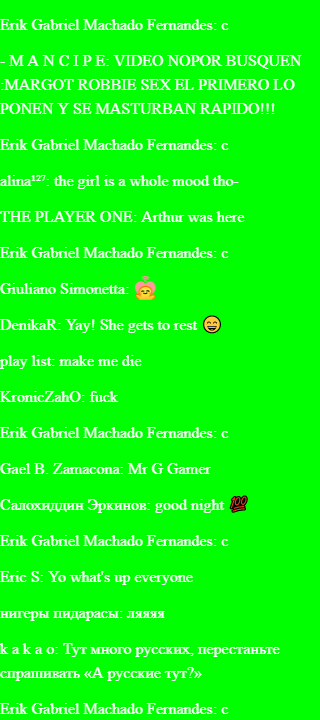 Erik Gabriel Machado Fernandes: c
- M A N C I P E: VIDEO NOPOR BUSQUEN
:MARGOT ROBBIE SEX EL PRIMERO LO
PONEN Y SE MASTURBAN RAPIDO!!!
Erik Gabriel Machado Fernandes: c
alina¹²⁷: the girl is a whole mood tho-
THE PLAYER ONE: Arthur was here
Erik Gabriel Machado Fernandes: c
Giuliano Simonetta:
DenikaR: Yay! She gets to rest 😄
play list: make me die
KronicZahO: fuck
Erik Gabriel Machado Fernandes: c
Gael B. Zamacona: Mr G Gamer
Салохиддин Эркинов: good night 💯
Erik Gabriel Machado Fernandes: c
Eric S: Yo what's up everyone
нигеры пидарасы: ляяяя
k a k a o: Тут много русских, перестаньте
спрашивать «А русские тут?»
Erik Gabriel Machado Fernandes: c